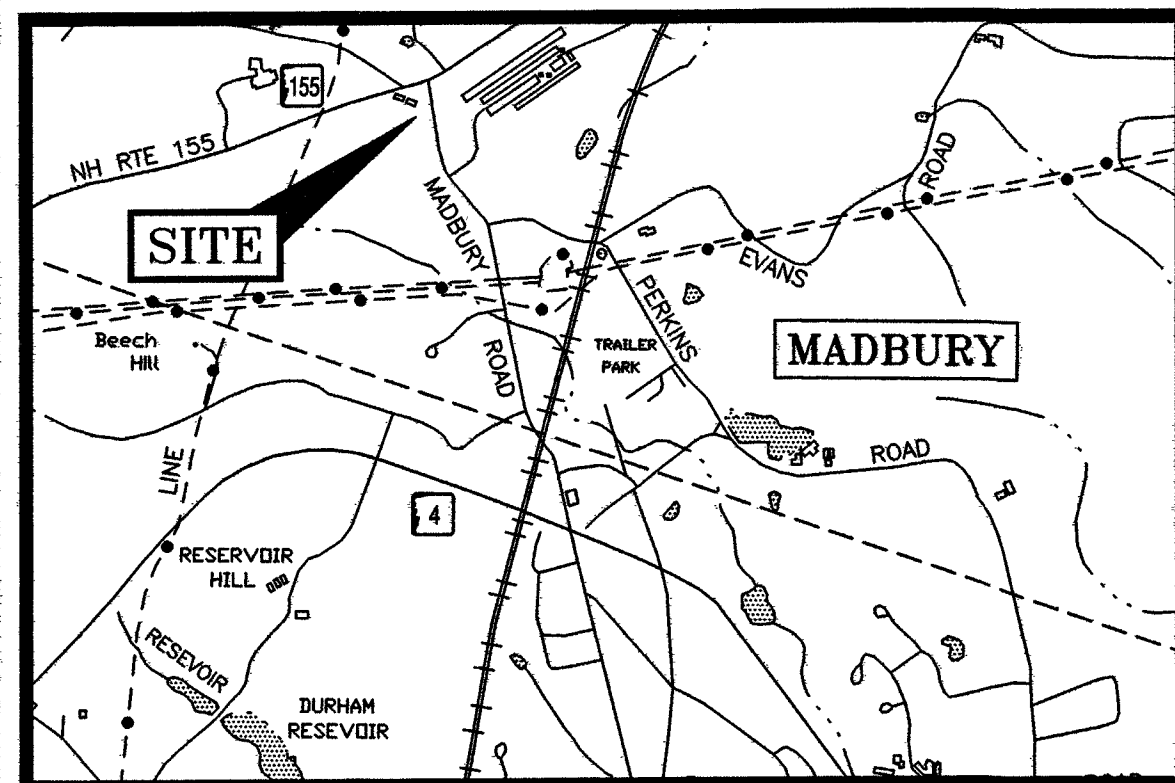 155
NH RTE 155
SITE
MADBURY
ROAD
EVANS
ROAD
PERKINS
Beech
Hill
TRAILER
PARK
MADBURY
ROAD
LINE
4
RESERVOIR
HILL
RESEVOIR
DURHAM
RESEVOIR